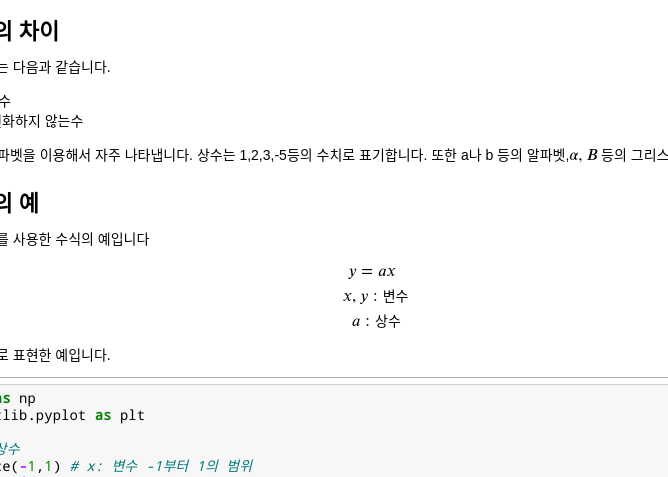 의 차이
는 다음과 같습니다.
수
변화하지 않는수
파벳을 이용해서 자주 나타냅니다. 상수는 1,2,3,-5등의 수치로 표기합니다. 또한 a나 b 등의 알파벳,α, B 등의 그리스
의 예
를 사용한 수식의 예입니다
y = ax
x, y : 변수
a : 상수
로 표현한 예입니다.
as np
tlib.pyplot as plt
상수
ce(-1,1) # x: 변수 -1부터 1의 범위